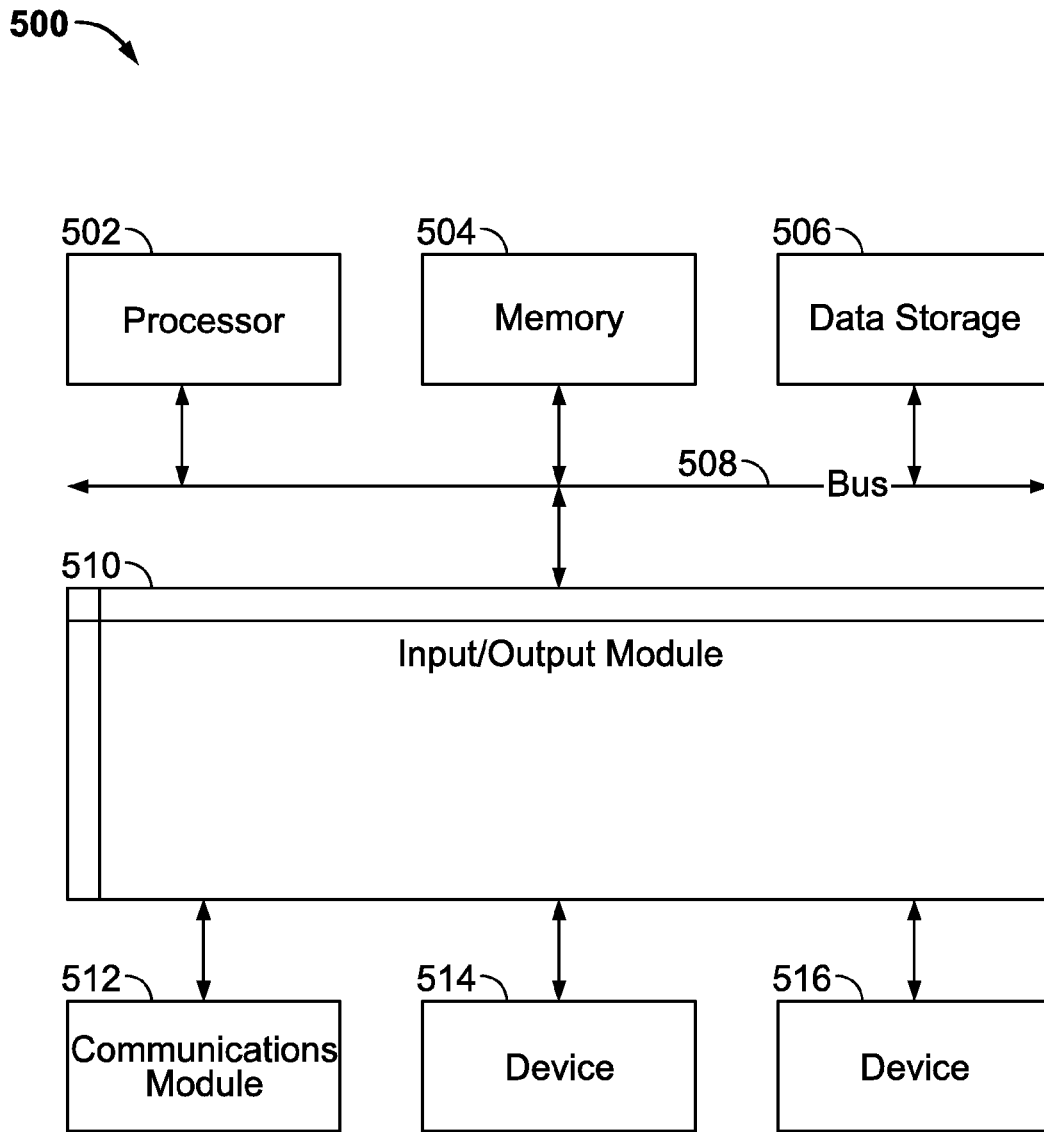 500
502
504
506
Processor
Memory
Data Storage
508
Bus
510
Input/Output Module
512
514
516
Communications
Module
Device
Device